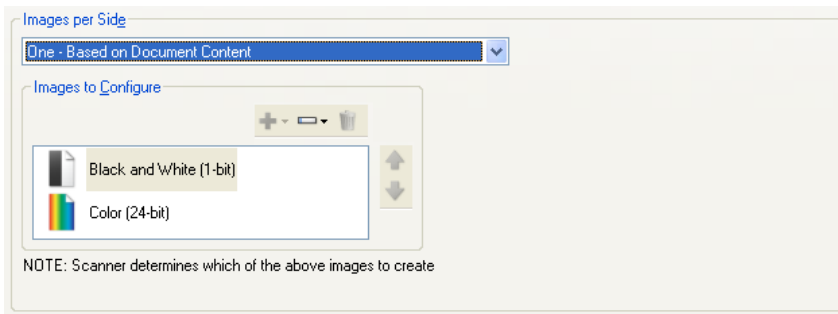 Images per Side
One - Based on Document Content
Images to Configure
Black and White (1-bit)
Color (24-bit)
NOTE: Scanner determines which of the above images to create